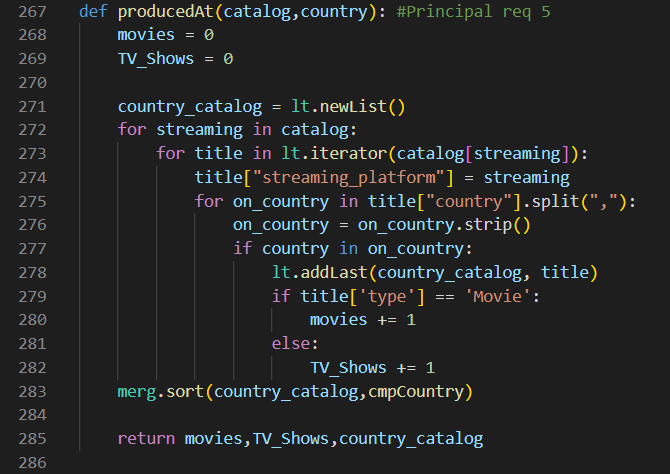 267 def producedAt(catalog,country): #Principal req 5
268     movies = 0
269     TV_Shows = 0
270
271     country_catalog = lt.newList()
272     for streaming in catalog:
273         for title in lt.iterator(catalog[streaming]):
274             title["streaming_platform"] = streaming
275             for on_country in title["country"].split(","):
276                 on_country = on_country.strip()
277                 if country in on_country:
278                     lt.addLast(country_catalog, title)
279                     if title['type'] == 'Movie':
280                         movies += 1
281                     else:
282                         TV_Shows += 1
283     merg.sort(country_catalog,cmpCountry)
284
285     return movies,TV_Shows,country_catalog
286